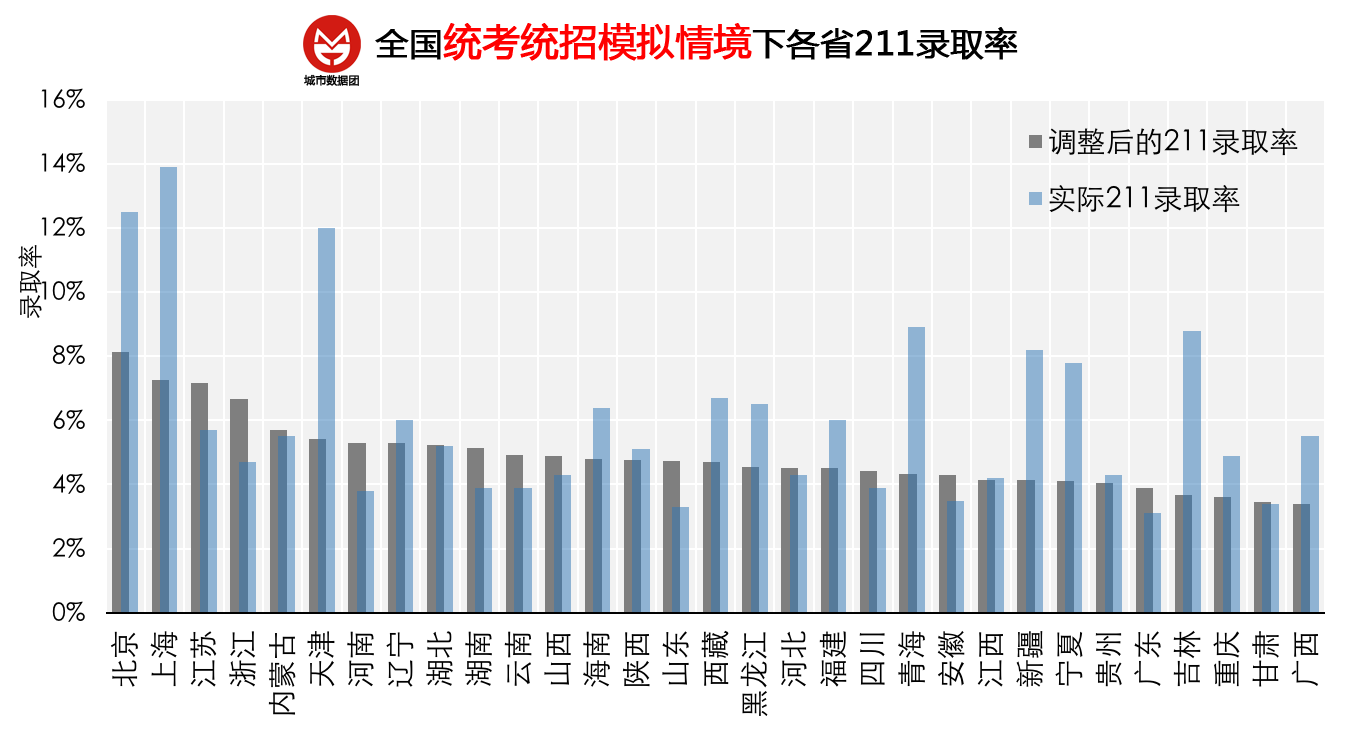 全国统考统招模拟情境下各省211录取率
城市数据团
16%
14%
12%
10%
8%
6%
4%
2%
0%
录取率
调整后的211录取率
实际211录取率
北京
上海
江苏
浙江
内蒙古
天津
河南
辽宁
湖北
湖南
云南
山西
海南
陕西
山东
西藏
黑龙江
河北
福建
四川
青海
安徽
江西
新疆
宁夏
贵州
广东
吉林
重庆
甘肃
广西